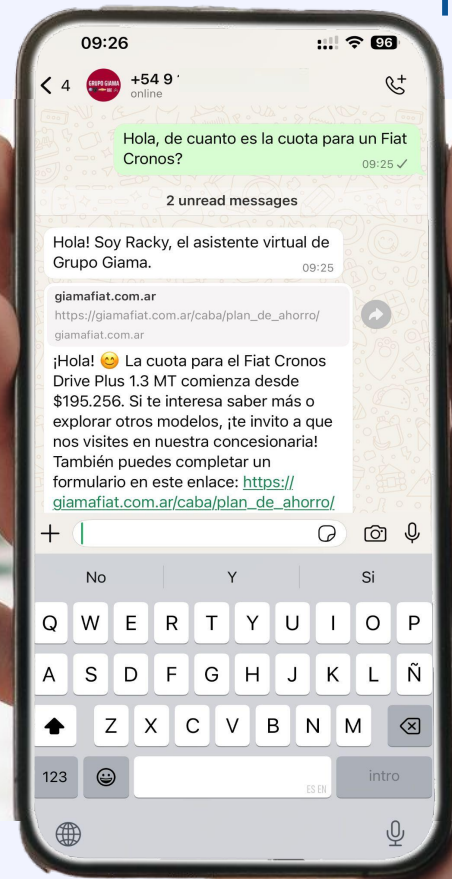 09:26
96
4
GRUPO GIAMA
+54 9
online
Hola, de cuanto es la cuota para un Fiat
Cronos?
09:25
2 unread messages
Hola! Soy Racky, el asistente virtual de
Grupo Giama.
09:25
giamafiat.com.ar
https://giamafiat.com.ar/caba/plan_de_ahorro/
giamafiat.com.ar
¡Hola! 😊 La cuota para el Fiat Cronos
Drive Plus 1.3 MT comienza desde
$195.256. Si te interesa saber más o
explorar otros modelos, ¡te invito a que
nos visites en nuestra concesionaria!
También puedes completar un
formulario en este enlace: https://
giamafiat.com.ar/caba/plan_de_ahorro/
No Y Si
Q W E R T Y U I O P
A S D F G H J K L Ñ
Z X C V B N M
123 ES EN intro